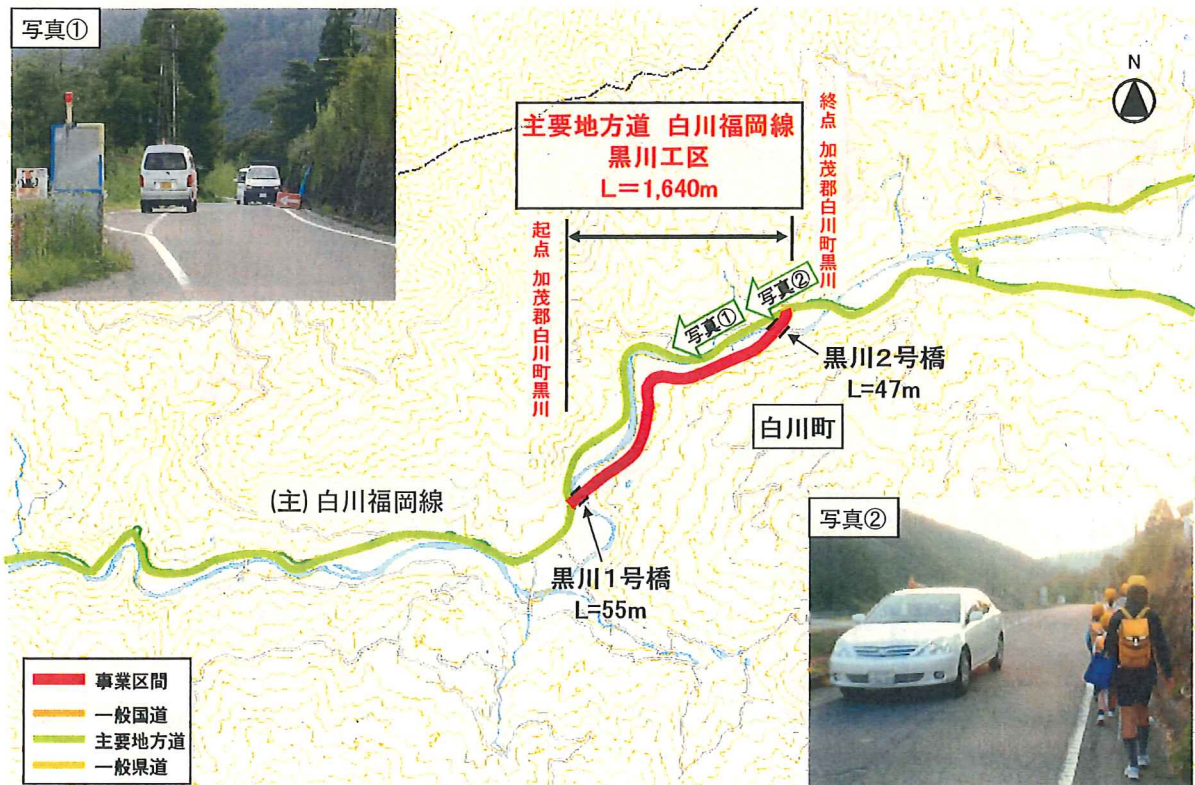 写真①
主要地方道 白川福岡線
黒川工区
L=1,640m
N
起点 加茂郡白川町黒川
終点 加茂郡白川町黒川
写真①
写真②
黒川2号橋
L=47m
白川町
(主)白川福岡線
黒川1号橋
L=55m
写真②
事業区間
一般国道
主要地方道
一般県道